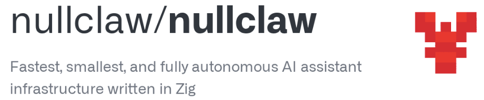 nullclaw/nullclaw
Fastest, smallest, and fully autonomous AI assistant
infrastructure written in Zig